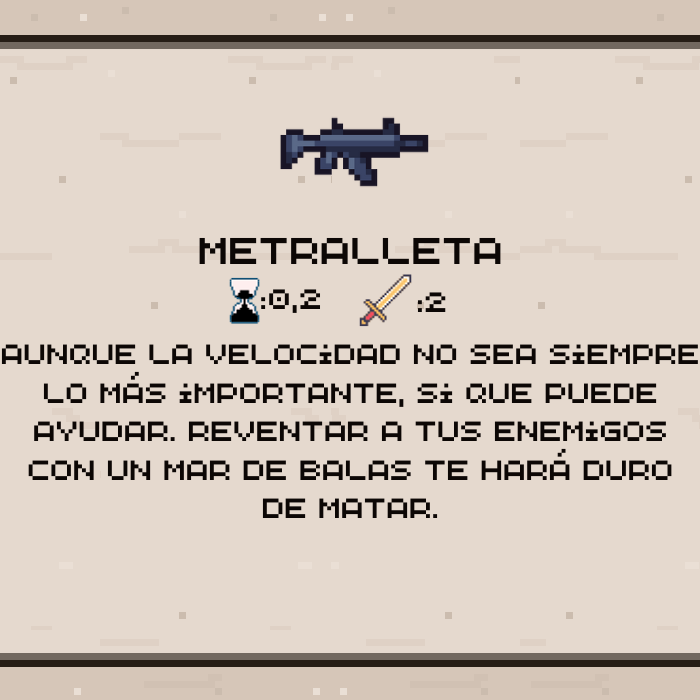 METRALLETA
:0,2 :2
AUNQUE LA VELOCiDAD NO SEA SiEMPRE
LO MÁS iMPORTANTE, Si QUE PUEDE
AYUDAR. REVENTAR A TUS ENEMiGOS
CON UN MAR DE BALAS TE HARÁ DURO
DE MATAR.